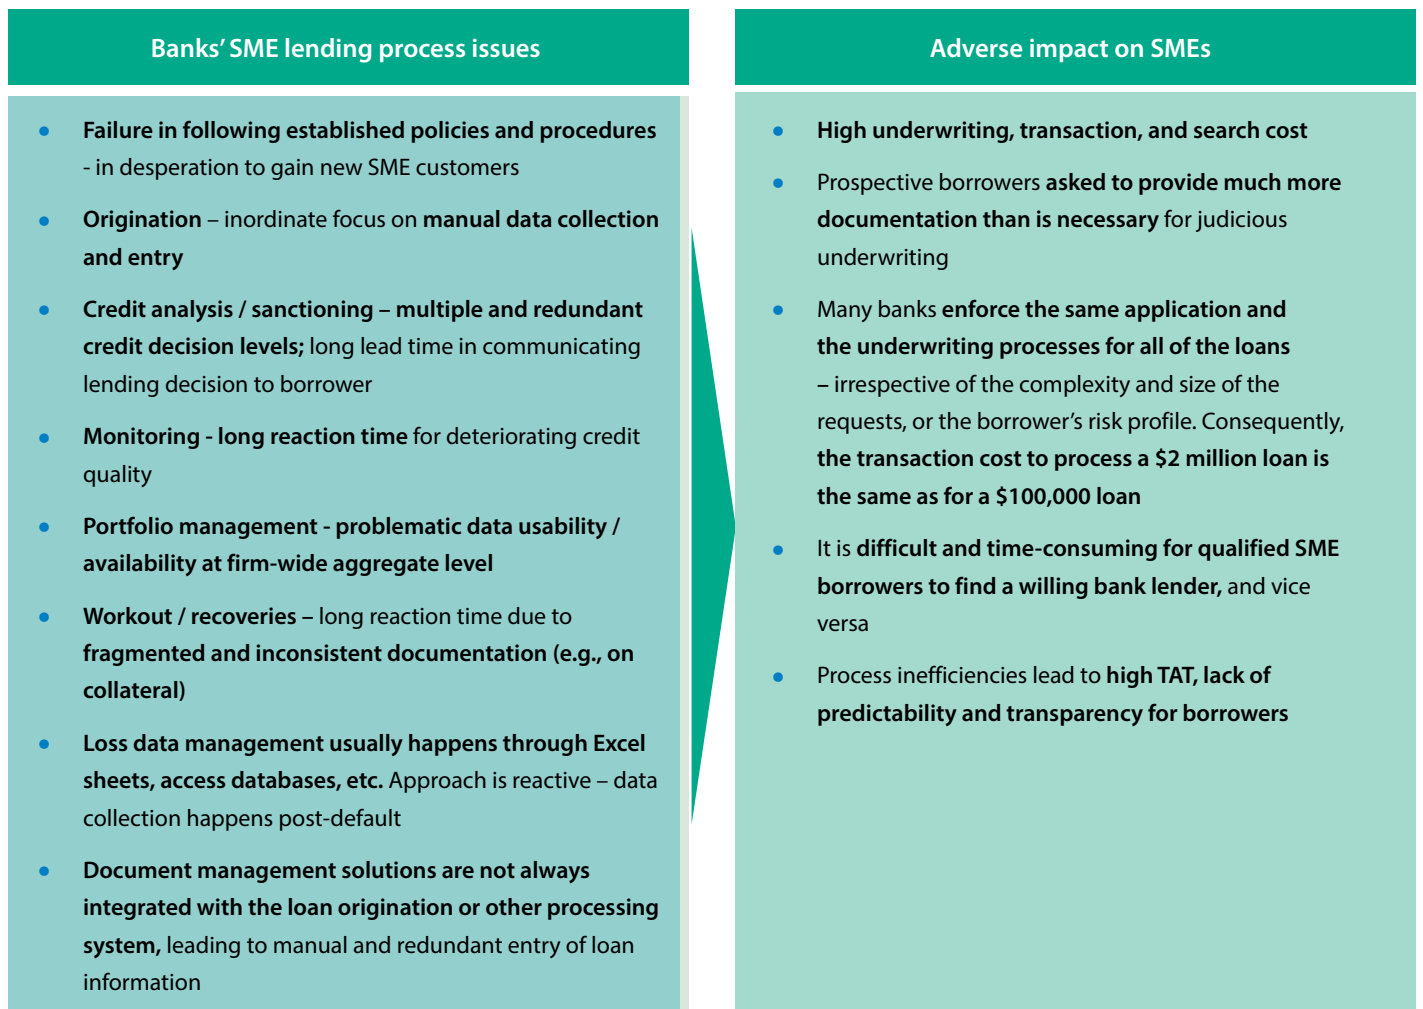 Banks’ SME lending process issues
• Failure in following established policies and procedures
- in desperation to gain new SME customers
• Origination – inordinate focus on manual data collection
and entry
• Credit analysis / sanctioning – multiple and redundant
credit decision levels; long lead time in communicating
lending decision to borrower
• Monitoring - long reaction time for deteriorating credit
quality
• Portfolio management - problematic data usability /
availability at firm-wide aggregate level
• Workout / recoveries – long reaction time due to
fragmented and inconsistent documentation (e.g., on
collateral)
• Loss data management usually happens through Excel
sheets, access databases, etc. Approach is reactive – data
collection happens post-default
• Document management solutions are not always
integrated with the loan origination or other processing
system, leading to manual and redundant entry of loan
information
Adverse impact on SMEs
• High underwriting, transaction, and search cost
• Prospective borrowers asked to provide much more
documentation than is necessary for judicious
underwriting
• Many banks enforce the same application and
the underwriting processes for all of the loans
– irrespective of the complexity and size of the
requests, or the borrower’s risk profile. Consequently,
the transaction cost to process a $2 million loan is
the same as for a $100,000 loan
• It is difficult and time-consuming for qualified SME
borrowers to find a willing bank lender, and vice
versa
• Process inefficiencies lead to high TAT, lack of
predictability and transparency for borrowers